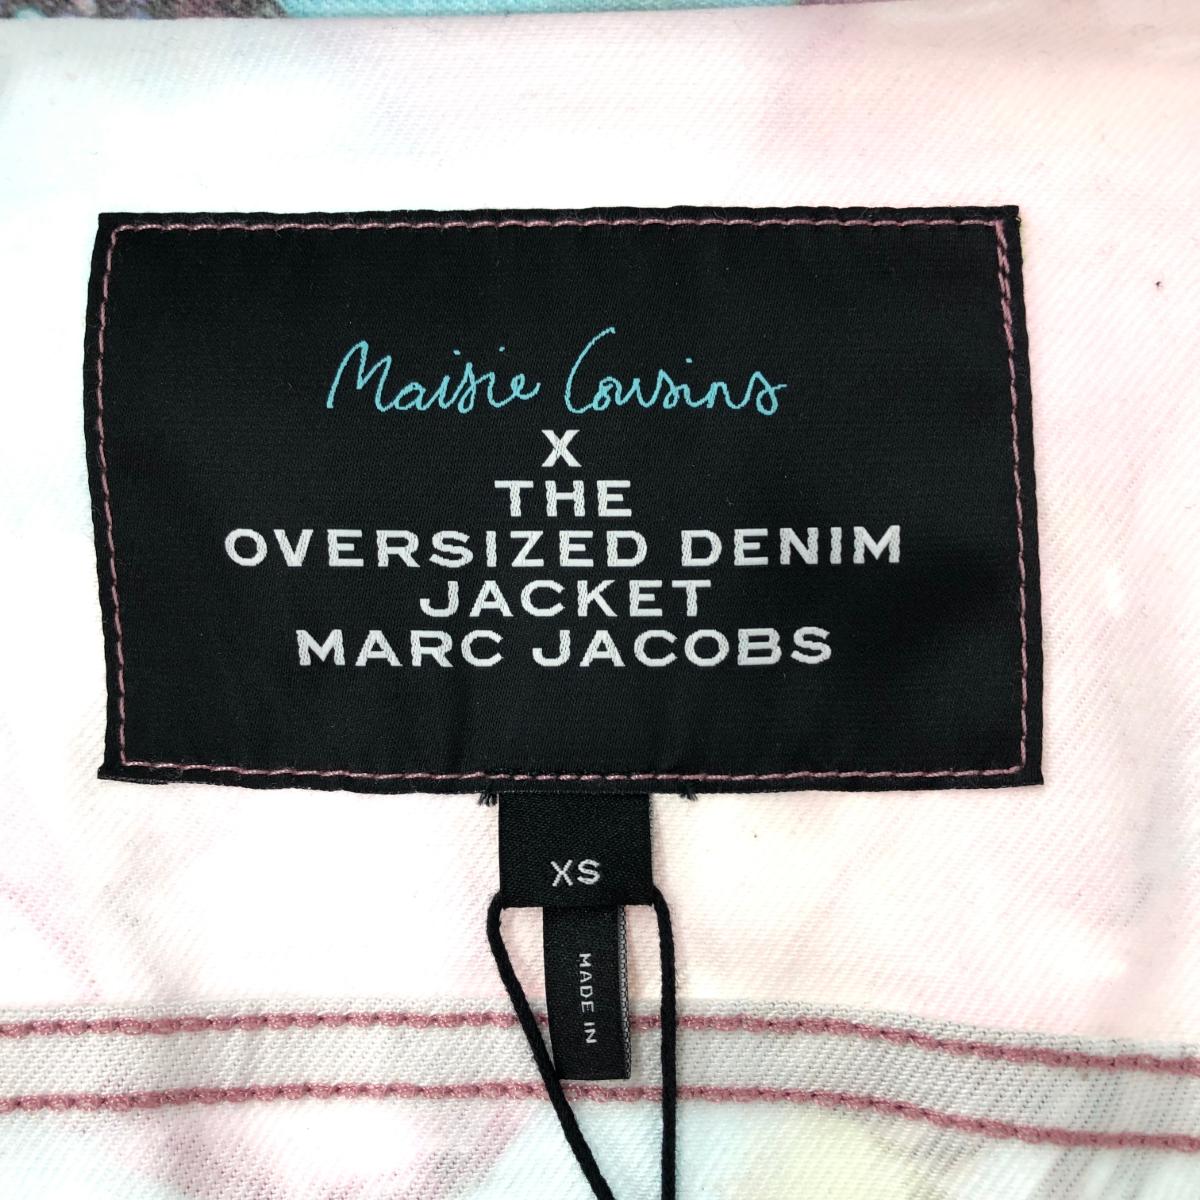 Maisie Cousins
X
THE
OVERSIZED DENIM
JACKET
MARC JACOBS
XS
MADE IN